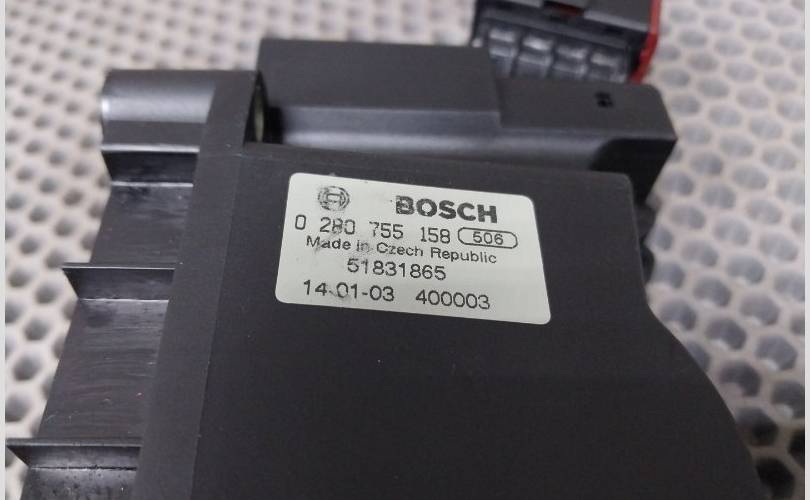 BOSCH
0 280 755 158 506
Made in Czech Republic
51831865
14-01-03 400003